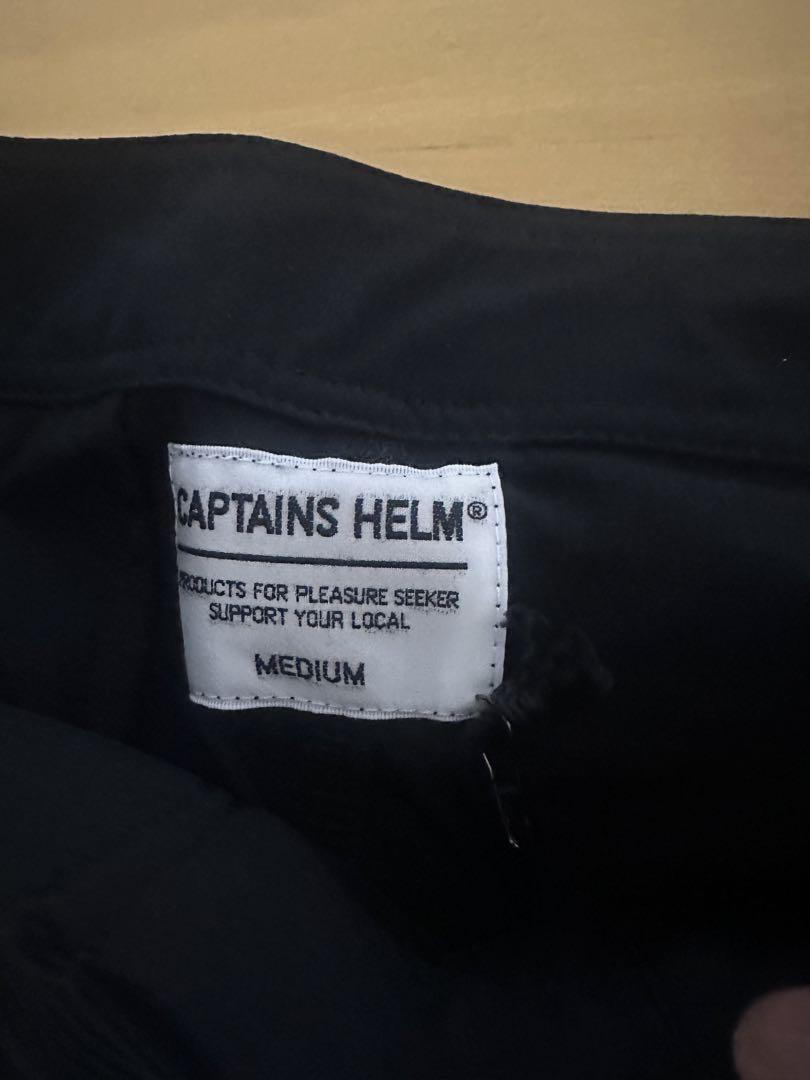 CAPTAINS HELM®
PRODUCTS FOR PLEASURE SEEKER
SUPPORT YOUR LOCAL
MEDIUM